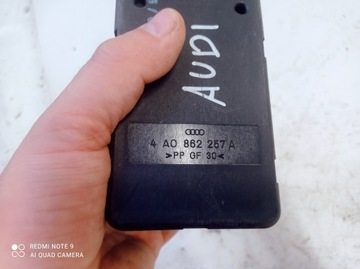 AUDI
4 A0 862 257 A
>PP GF 30<
REDMI NOTE 9
AI QUAD CAMERA